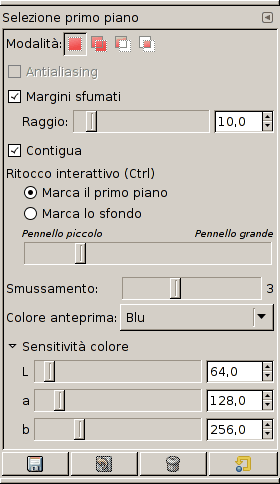 Selezione primo piano
Modalità:
Antialiasing
Margini sfumati
Raggio: 10,0
Contigua
Ritocco interattivo (Ctrl)
Marca il primo piano
Marca lo sfondo
Pennello piccolo Pennello grande
Smussamento: 3
Colore anteprima: Blu
Sensitività colore
L 64,0
a 128,0
b 256,0